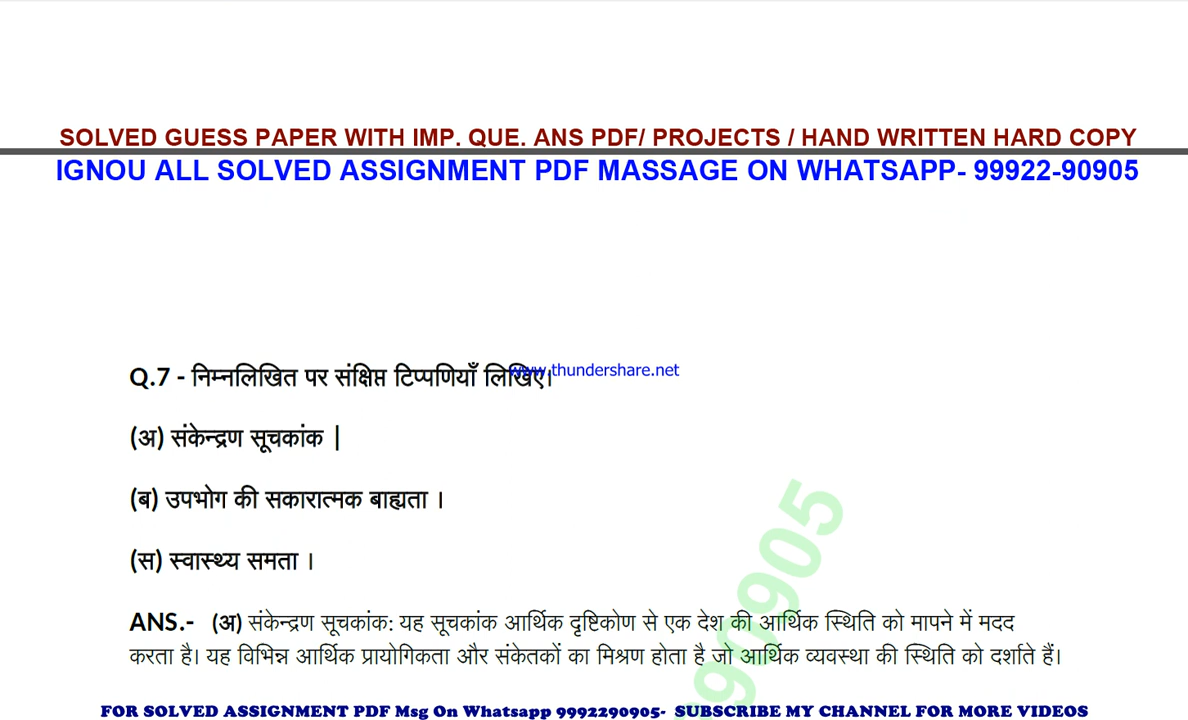 SOLVED GUESS PAPER WITH IMP. QUE. ANS PDF/ PROJECTS / HAND WRITTEN HARD COPY
IGNOU ALL SOLVED ASSIGNMENT PDF MASSAGE ON WHATSAPP- 99922-90905
Q.7 - निम्नलिखित पर संक्षिप्त टिप्पणियाँ लिखिए।
www.thundershare.net
(अ) संकेन्द्रण सूचकांक |
(ब) उपभोग की सकारात्मक बाह्यता ।
(स) स्वास्थ्य समता ।
ANS.- (अ) संकेन्द्रण सूचकांक: यह सूचकांक आर्थिक दृष्टिकोण से एक देश की आर्थिक स्थिति को मापने में मदद
करता है। यह विभिन्न आर्थिक प्रायोगिकता और संकेतकों का मिश्रण होता है जो आर्थिक व्यवस्था की स्थिति को दर्शाते हैं।
90905
FOR SOLVED ASSIGNMENT PDF Msg On Whatsapp 9992290905- SUBSCRIBE MY CHANNEL FOR MORE VIDEOS